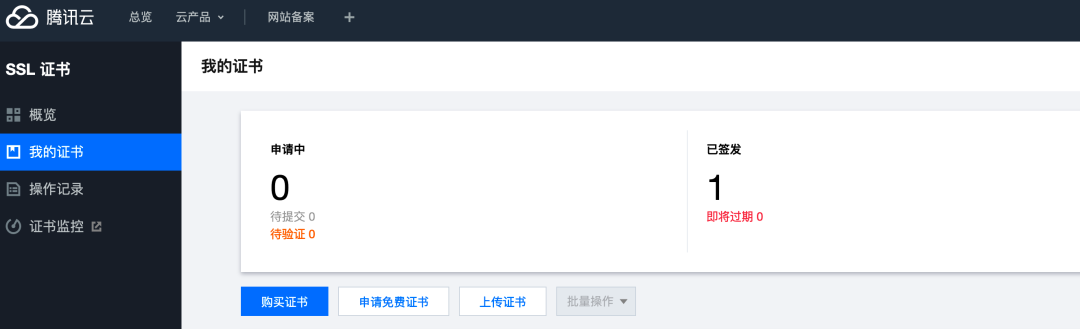 腾讯云 总览 云产品 网站备案
SSL 证书
概览
我的证书
操作记录
证书监控
我的证书
申请中
0
待提交 0
待验证 0
已签发
1
即将过期 0
购买证书 申请免费证书 上传证书 批量操作